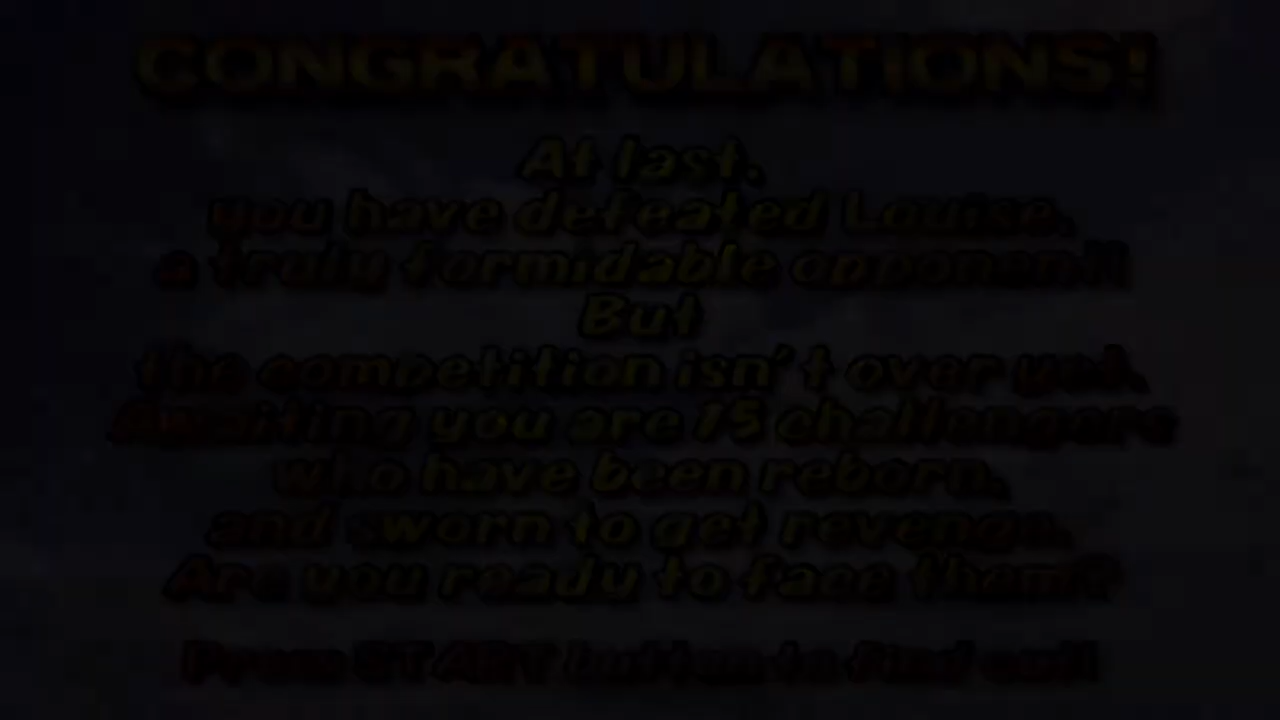 CONGRATULATIONS!
At last,
you have defeated Louise,
a truly formidable opponent!
But
the competition isn't over yet.
Awaiting you are 15 challengers
who have been reborn,
and sworn to get revenge.
Are you ready to face them?
Press START button to find out!